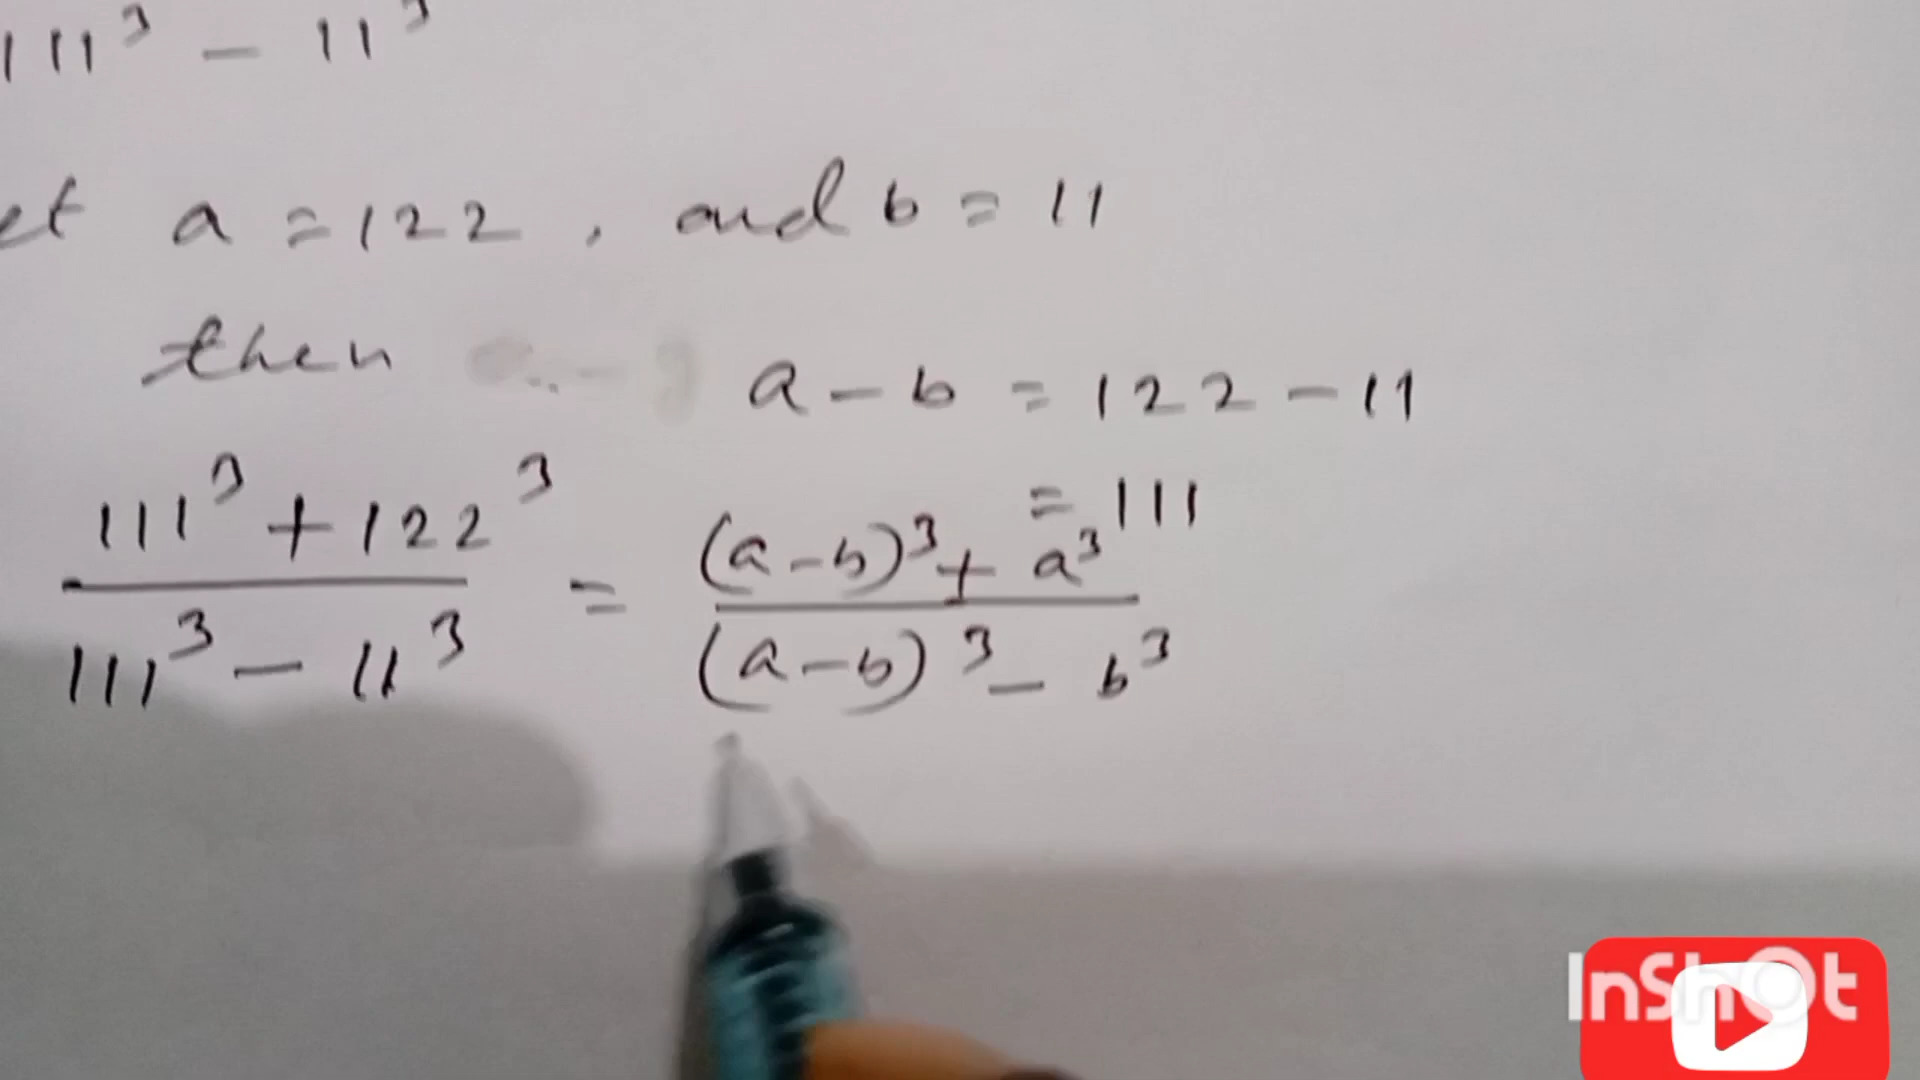 111³ - 11³
et a = 122, and b = 11
then a - b = 122 - 11
= 111
111³ + 122³ / 111³ - 11³ = (a-b)³ + a³ / (a-b)³ - b³
InShOt